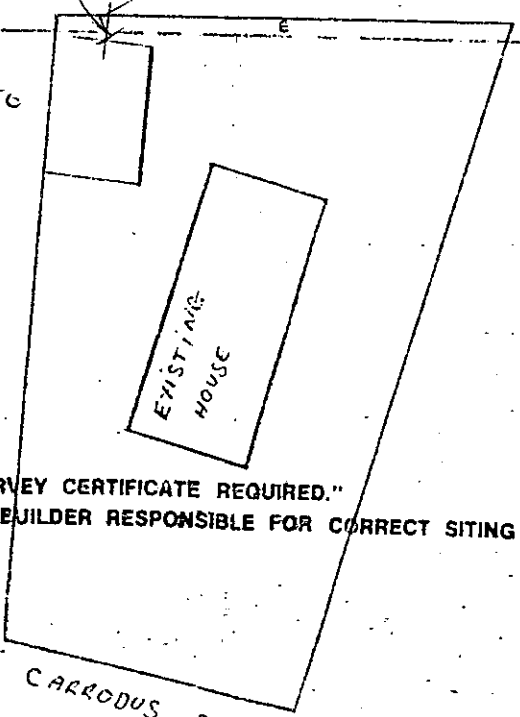 E
EXISTING
HOUSE
RVEY CERTIFICATE REQUIRED."
BUILDER RESPONSIBLE FOR CORRECT SITING
CARRODUS